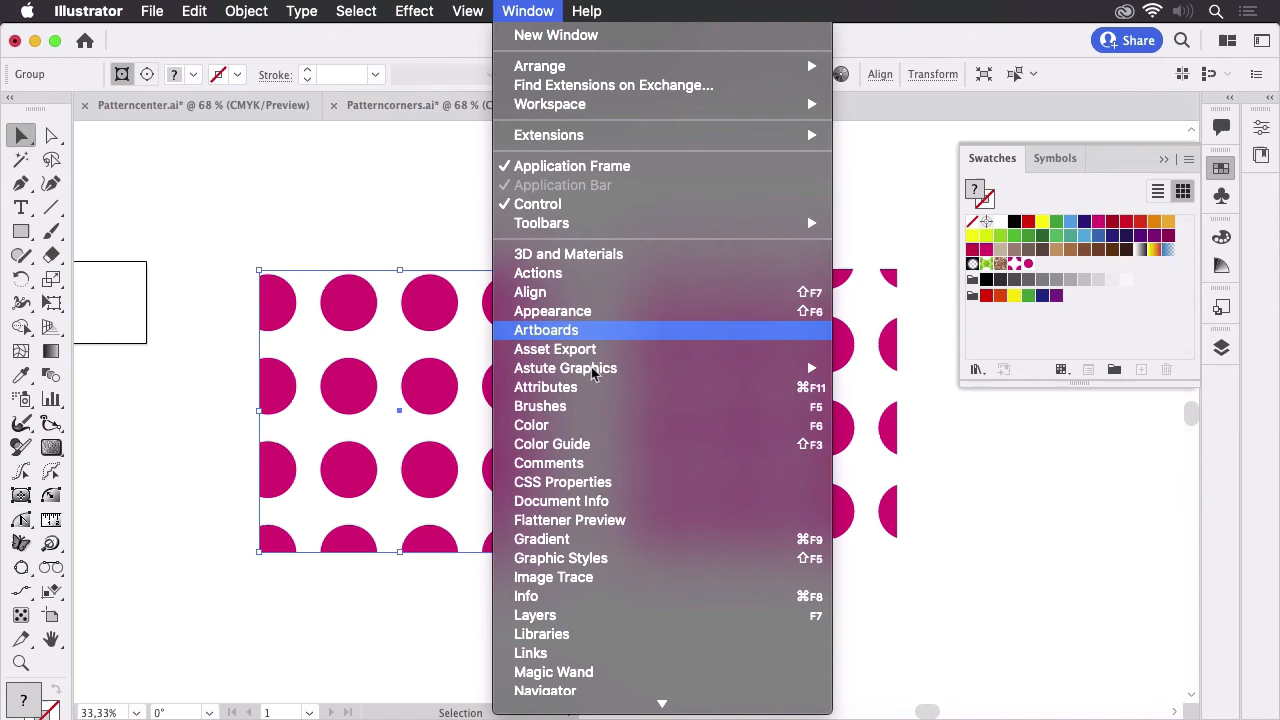 Illustrator File Edit Object Type Select Effect View Window Help
Share
Group
?
Stroke:
Align
Transform
× Patterncenter.ai* @ 68 % (CMYK/Preview)
× Patterncorners.ai* @ 68 % (C
New Window
Arrange
Find Extensions on Exchange...
Workspace
Extensions
Application Frame
Application Bar
Control
Toolbars
3D and Materials
Actions
Align ⇧F7
Appearance ⇧F6
Artboards
Asset Export
Astute Graphics
Attributes ⌘F11
Brushes F5
Color F6
Color Guide ⇧F3
Comments
CSS Properties
Document Info
Flattener Preview
Gradient ⌘F9
Graphic Styles ⇧F5
Image Trace
Info ⌘F8
Layers F7
Libraries
Links
Magic Wand
Navigator
Swatches
Symbols
?
?
33,33%
0°
1
Selection